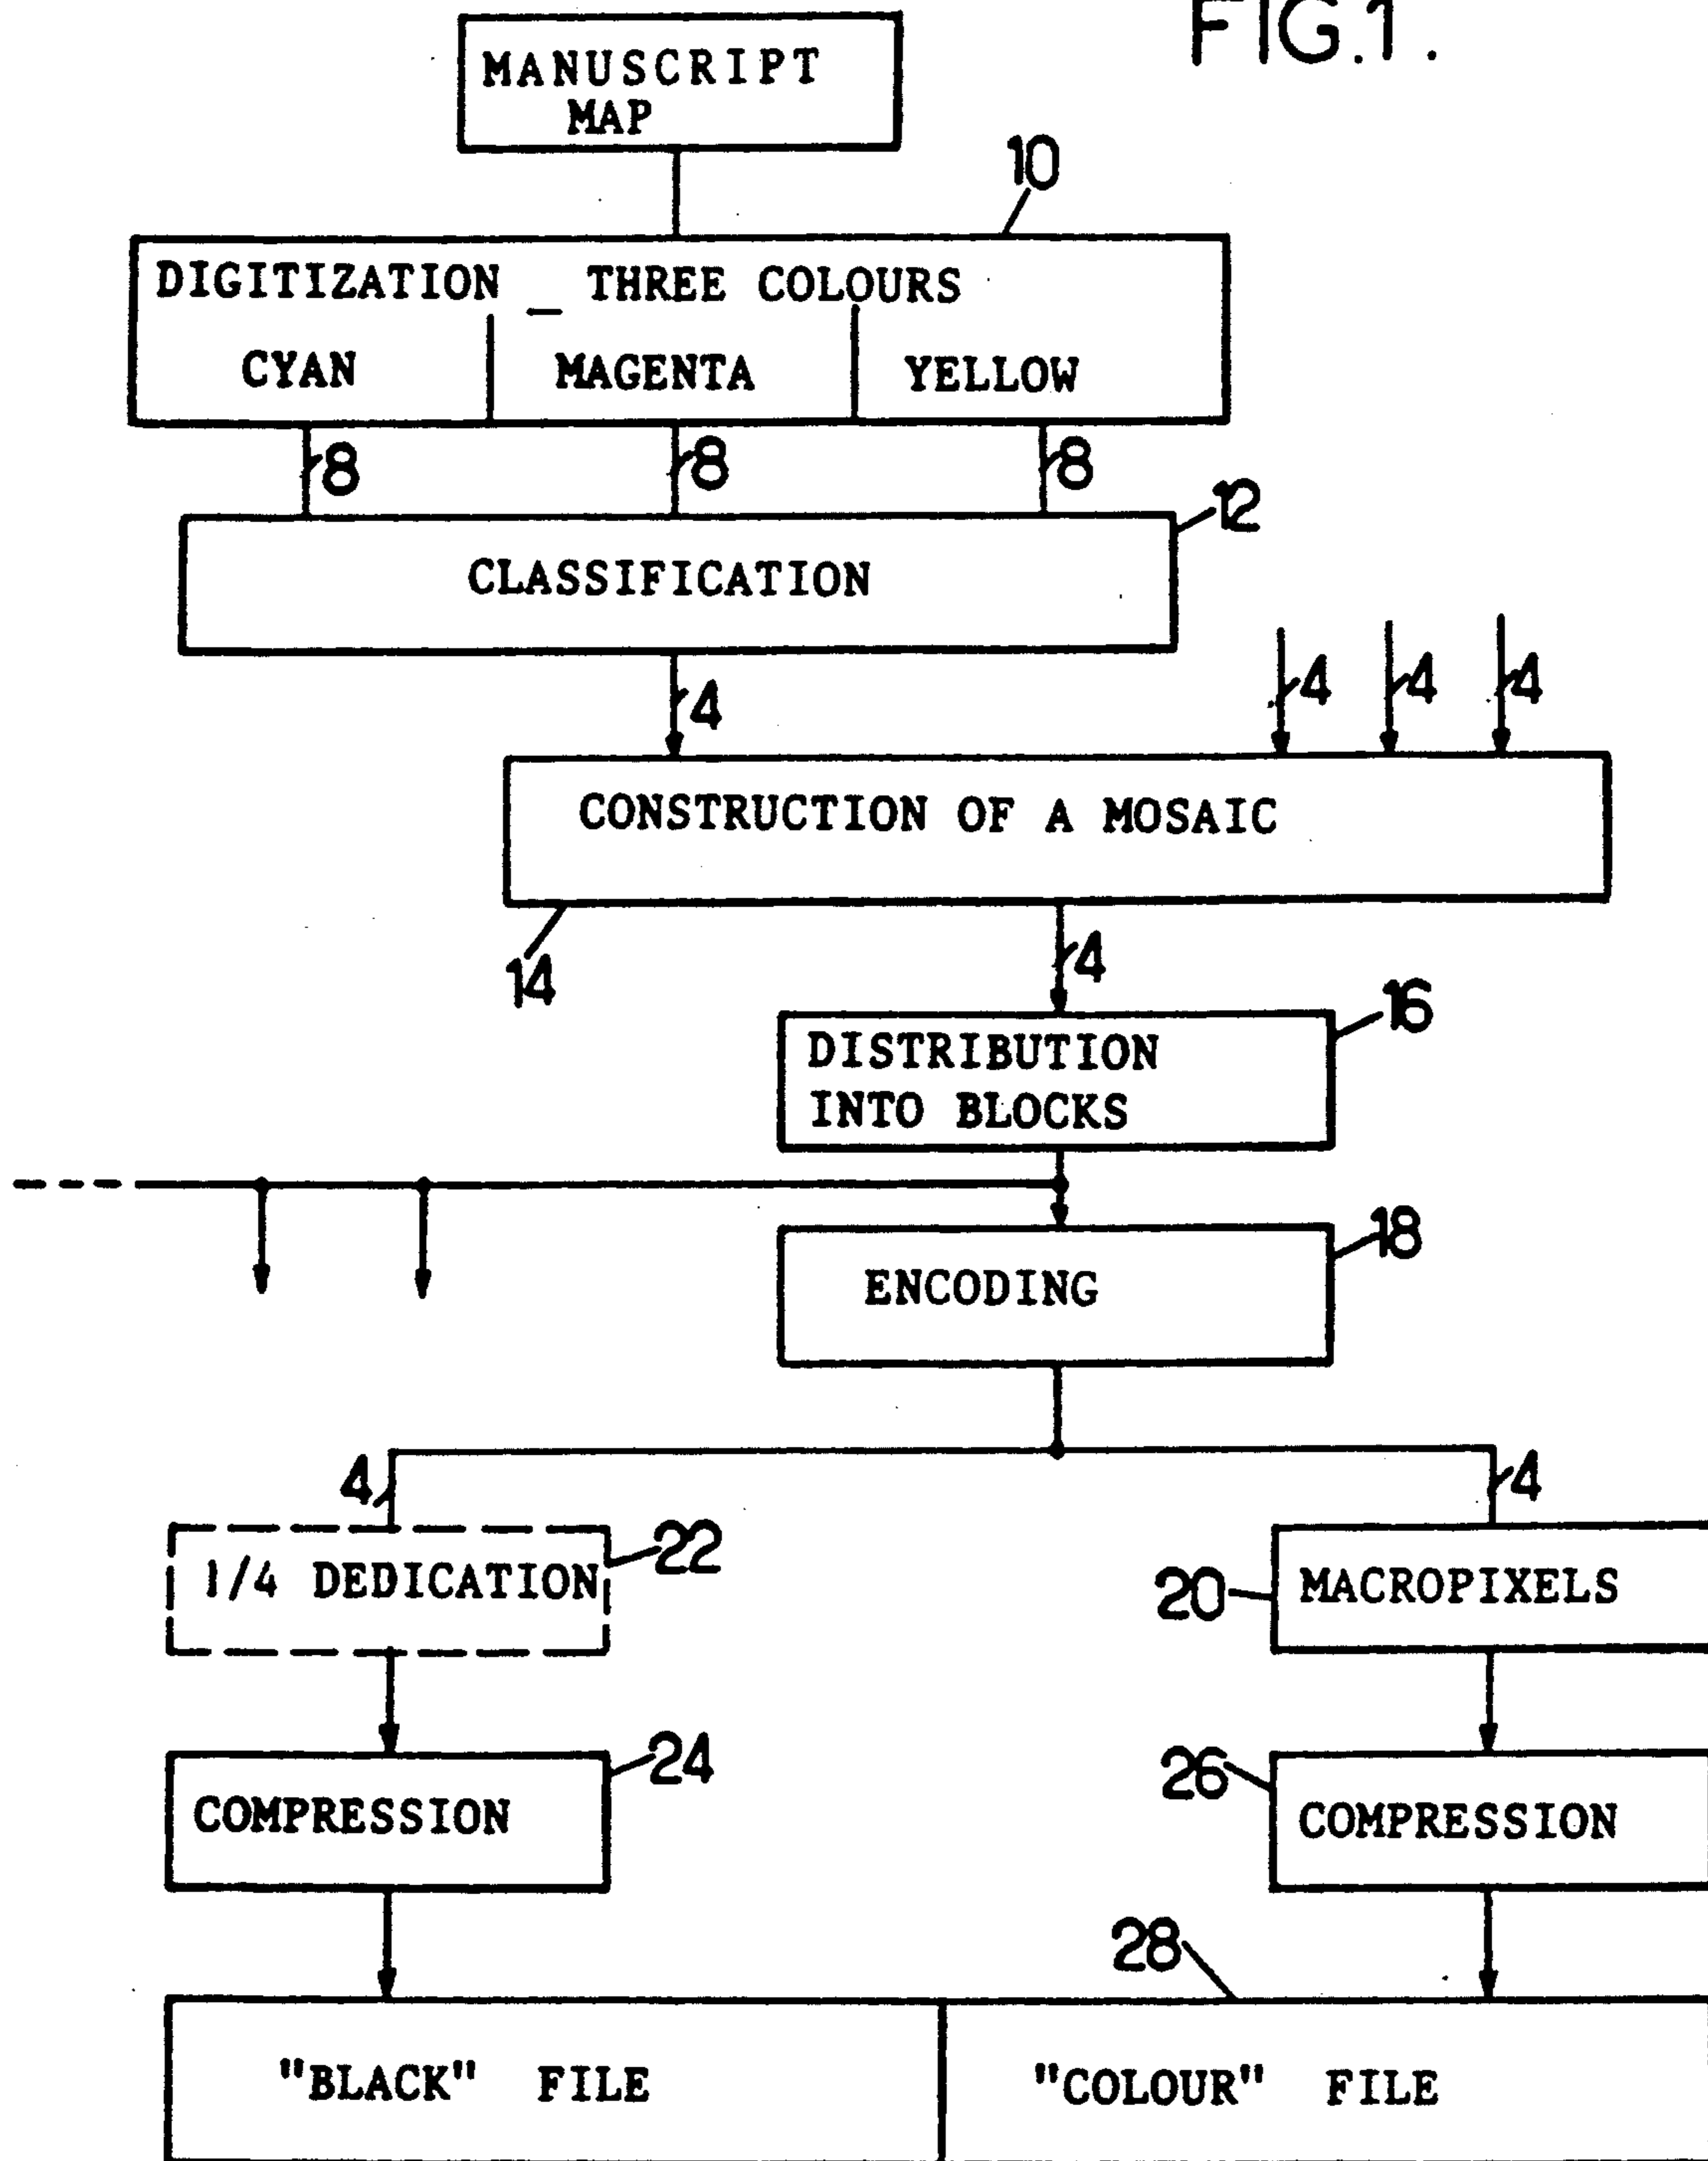 FIG.1.
MANUSCRIPT
MAP
10
DIGITIZATION _ THREE COLOURS
CYAN MAGENTA YELLOW
8 8 8
12
CLASSIFICATION
4 4 4 4
CONSTRUCTION OF A MOSAIC
14
4
16
DISTRIBUTION
INTO BLOCKS
18
ENCODING
4 4
22
1/4 DEDICATION
20
MACROPIXELS
24
COMPRESSION
26
COMPRESSION
28
"BLACK" FILE
"COLOUR" FILE